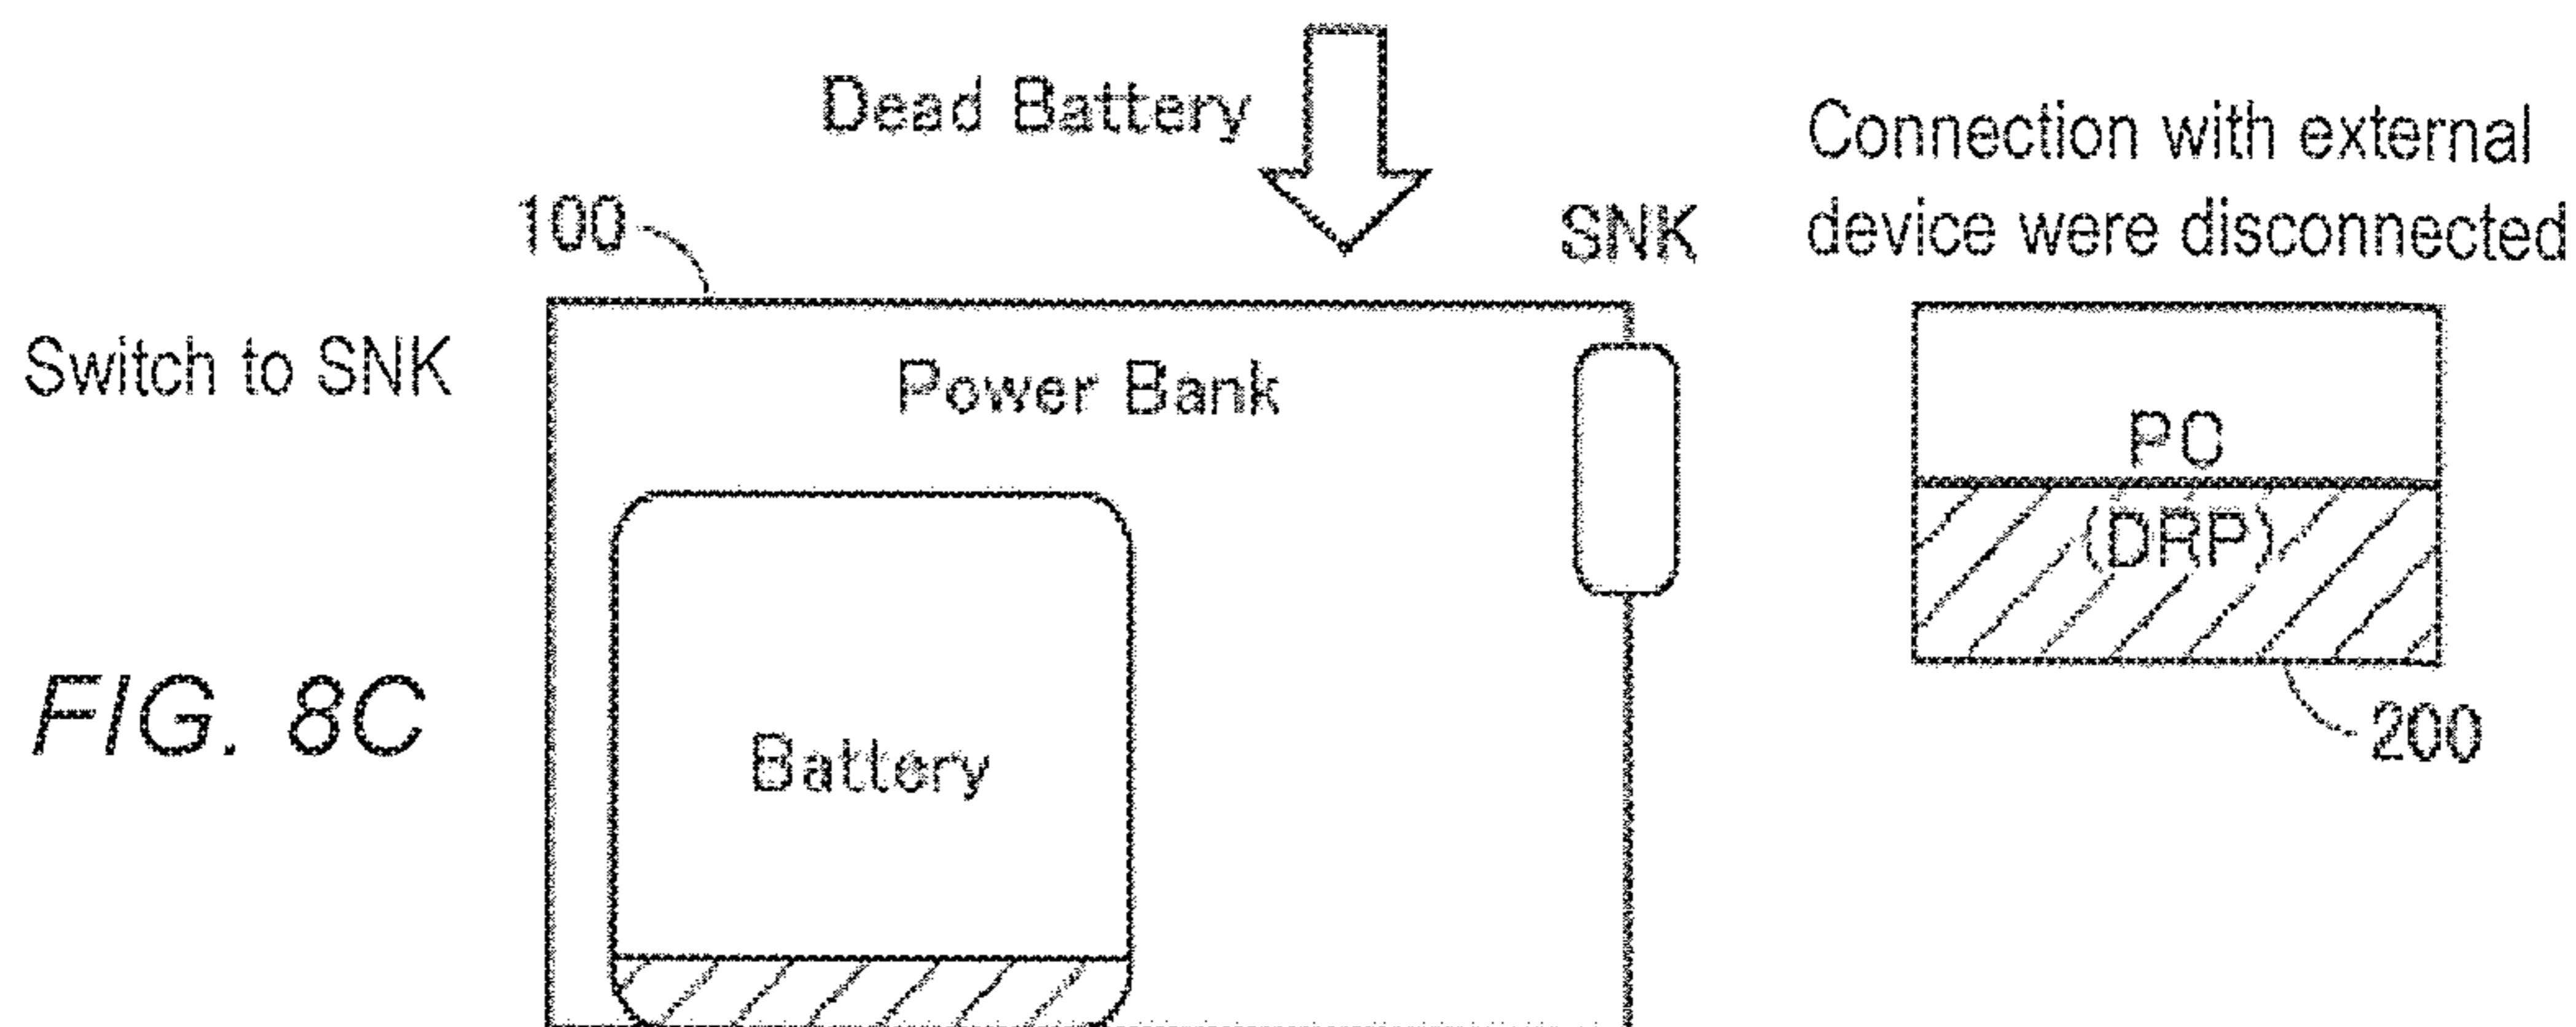 Dead Battery
Connection with external
device were disconnected
100
SNK
Switch to SNK
Power Bank
PC
(DRP)
FIG. 8C
Battery
200